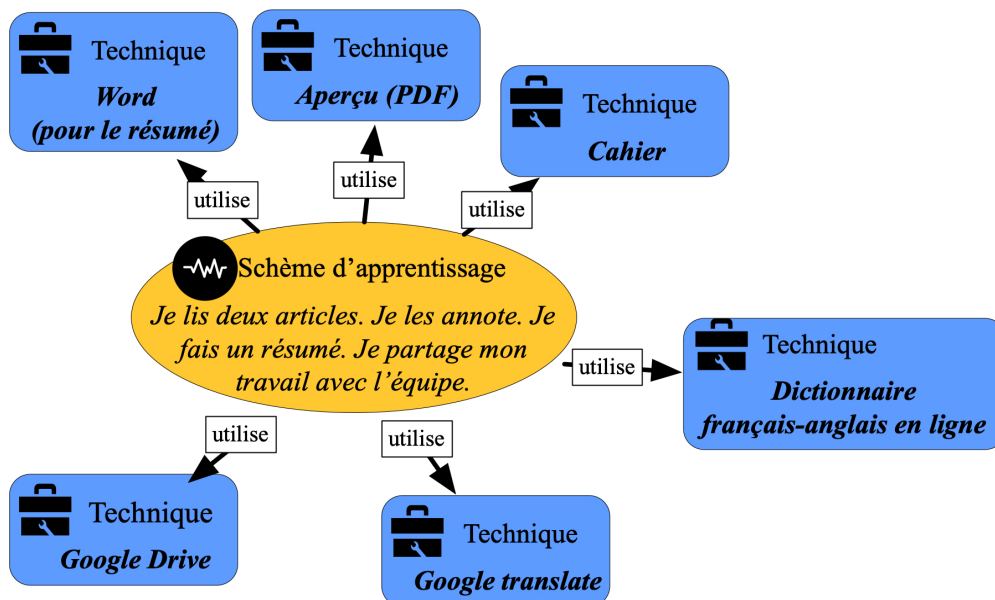 Technique
Word
(pour le résumé)
Technique
Aperçu (PDF)
Technique
Cahier
utilise
utilise
utilise
Schème d’apprentissage
Je lis deux articles. Je les annote. Je
fais un résumé. Je partage mon
travail avec l’équipe.
utilise
Technique
Dictionnaire
français-anglais en ligne
utilise
utilise
Technique
Google Drive
Technique
Google translate